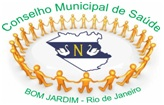 Conselho Municipal de Saúde
N
BOM JARDIM - Rio de Janeiro